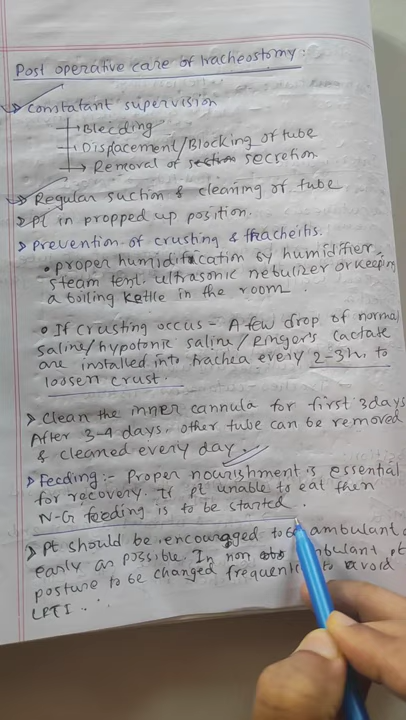 Post operative care of tracheostomy:
→ Constatant supervision
→ Bleeding
→ Displacement/Blocking of tube
→ Removal of secretion
→ Regular suction & cleaning of tube
> Pt in propped up position.
> Prevention of crusting & tracheitis.
• Proper humidification by humidifier,
steam tent, ultrasonic nebulizer or keeping
a boiling kettle in the room.
• If crusting occus - A few drop of normal
saline/hypotonic saline/Ringer's lactate
are installed into trachea every 2-3h, to
loosen crust.
> Clean the inner cannula for first 3days
After 3-4 days, other tube can be removed
& cleaned every day.
> Feeding:- Proper nourishment is essential
for recovery. If pt unable to eat then
N-G feeding is to be started.
> Pt should be encouraged to be ambulant
early as possible. In non ambulant pt
posture to be changed to avoid
LRTI.